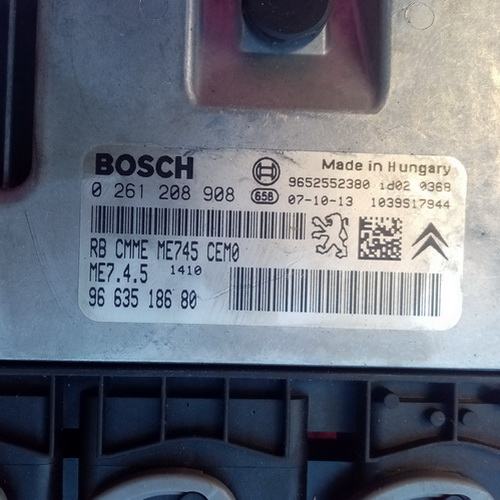 BOSCH
Made in Hungary
9652552380 id02 0368
0 261 208 908
658 07-10-13 1039S17944
RB CMME ME745 CEM0
ME7.4.5 1410
96 635 186 80